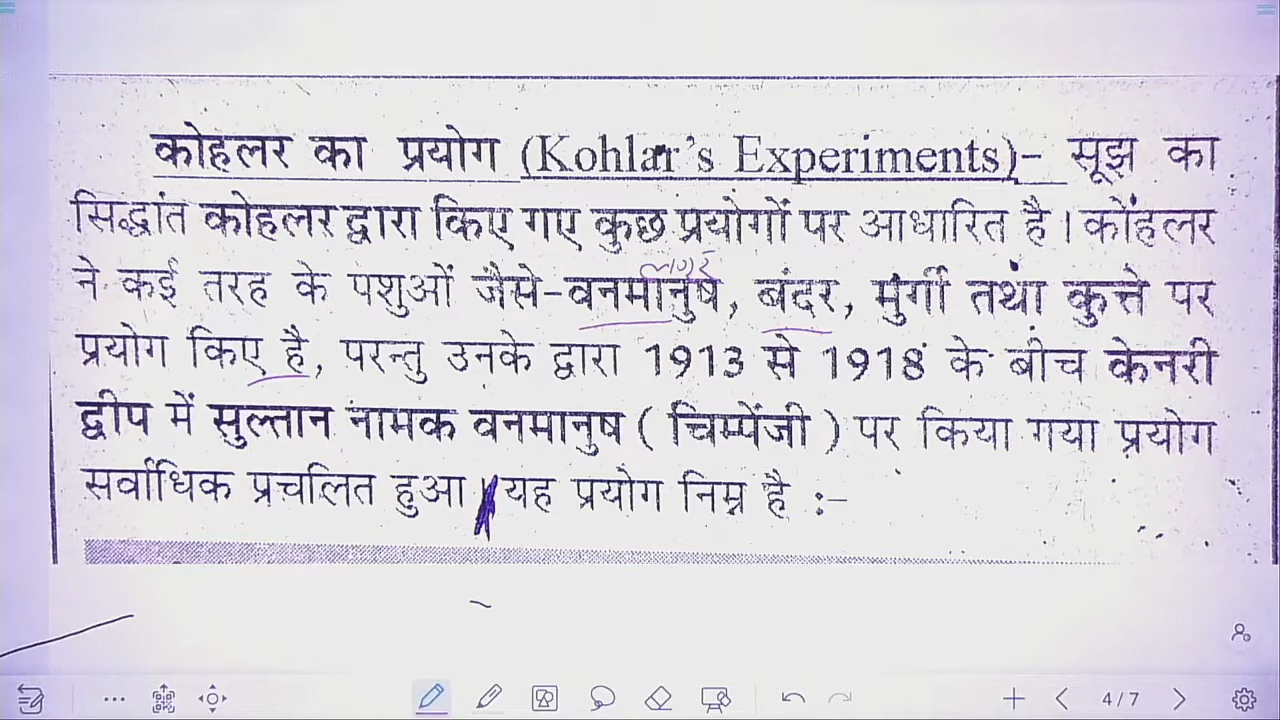 कोहलर का प्रयोग (Kohlar's Experiments)- सूझ का
सिद्धांत कोहलर द्वारा किए गए कुछ प्रयोगों पर आधारित है। कोंहलर
ने कई तरह के पशुओं जैसे-वनमानुष, बंदर, मुर्गी तथा कुत्ते पर
प्रयोग किए है, परन्तु उनके द्वारा 1913 से 1918 के बीच केनरी
द्वीप में सुल्तान नामक वनमानुष ( चिम्पेंजी ) पर किया गया प्रयोग
सर्वाधिक प्रचलित हुआ । यह प्रयोग निम्न है :-
4/7